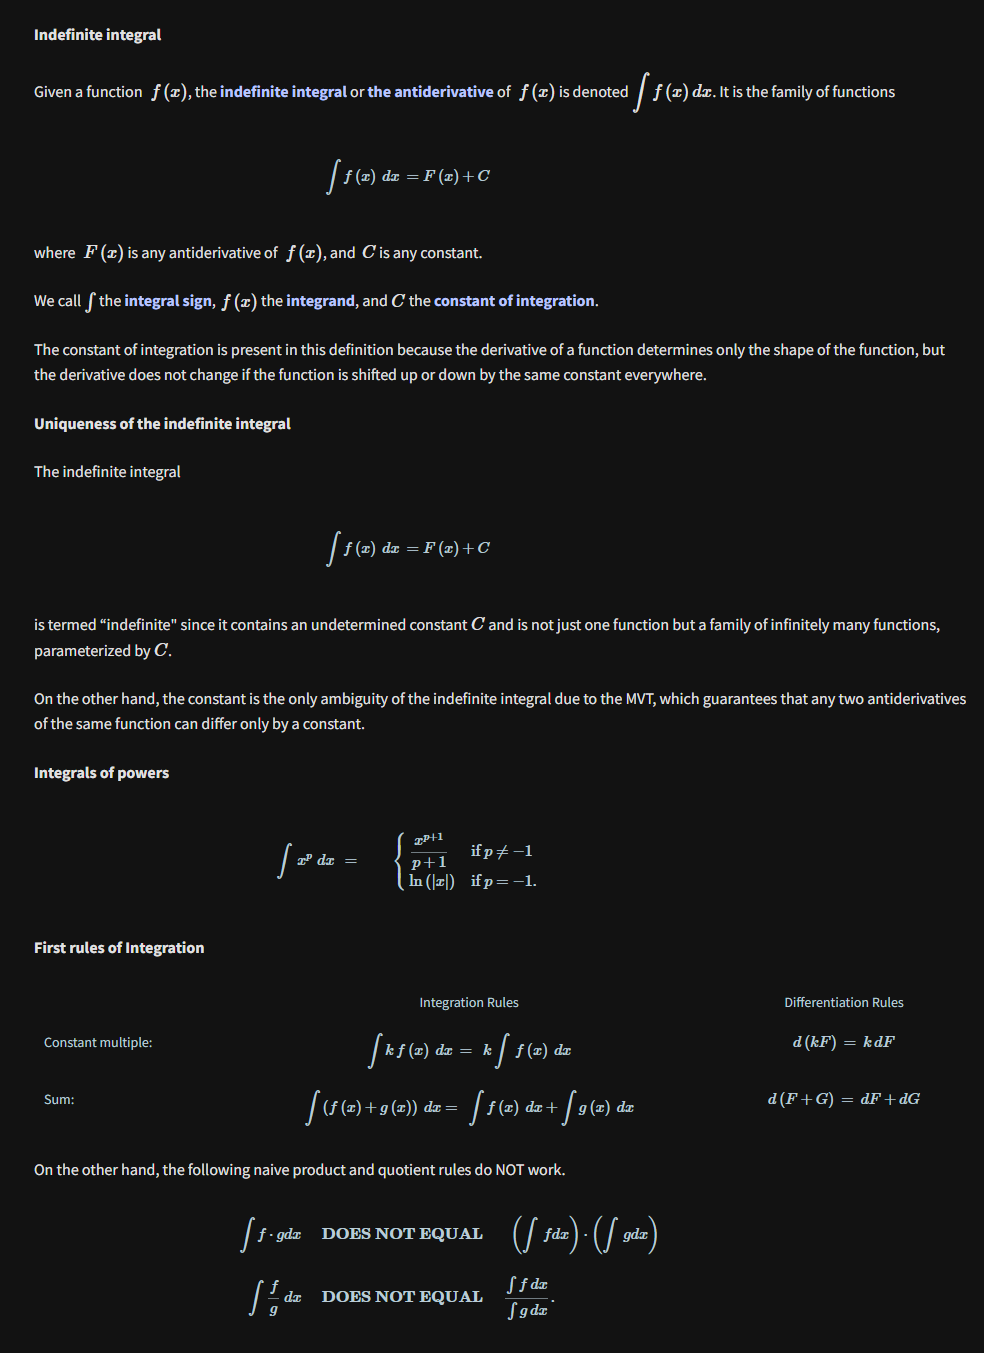 Indefinite integral
Given a function f (x), the indefinite integral or the antiderivative of f (x) is denoted ∫ f (x) dx. It is the family of functions
∫ f (x) dx = F (x) + C
where F (x) is any antiderivative of f (x), and C is any constant.
We call ∫ the integral sign, f (x) the integrand, and C the constant of integration.
The constant of integration is present in this definition because the derivative of a function determines only the shape of the function, but
the derivative does not change if the function is shifted up or down by the same constant everywhere.
Uniqueness of the indefinite integral
The indefinite integral
∫ f (x) dx = F (x) + C
is termed “indefinite" since it contains an undetermined constant C and is not just one function but a family of infinitely many functions,
parameterized by C.
On the other hand, the constant is the only ambiguity of the indefinite integral due to the MVT, which guarantees that any two antiderivatives
of the same function can differ only by a constant.
Integrals of powers
∫ x^p dx = { x^{p+1} / (p+1) if p ≠ −1
ln (|x|) if p = −1.
First rules of Integration
Integration Rules Differentiation Rules
Constant multiple: ∫ k f (x) dx = k ∫ f (x) dx d (kF) = k dF
Sum: ∫ (f (x) + g (x)) dx = ∫ f (x) dx + ∫ g (x) dx d (F + G) = dF + dG
On the other hand, the following naive product and quotient rules do NOT work.
∫ f · gdx DOES NOT EQUAL (∫ fdx) · (∫ gdx)
∫ f/g dx DOES NOT EQUAL ∫ f dx / ∫ g dx.